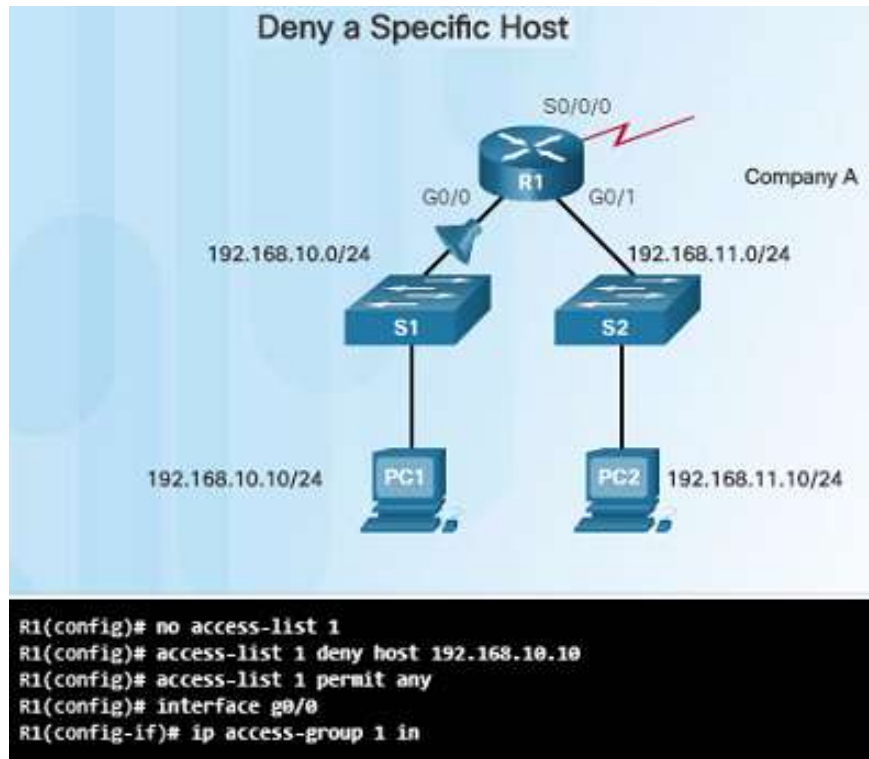 Deny a Specific Host
S0/0/0
R1
Company A
G0/0
G0/1
192.168.10.0/24
192.168.11.0/24
S1
S2
192.168.10.10/24
PC1
PC2
192.168.11.10/24
R1(config)# no access-list 1
R1(config)# access-list 1 deny host 192.168.10.10
R1(config)# access-list 1 permit any
R1(config)# interface g0/0
R1(config-if)# ip access-group 1 in